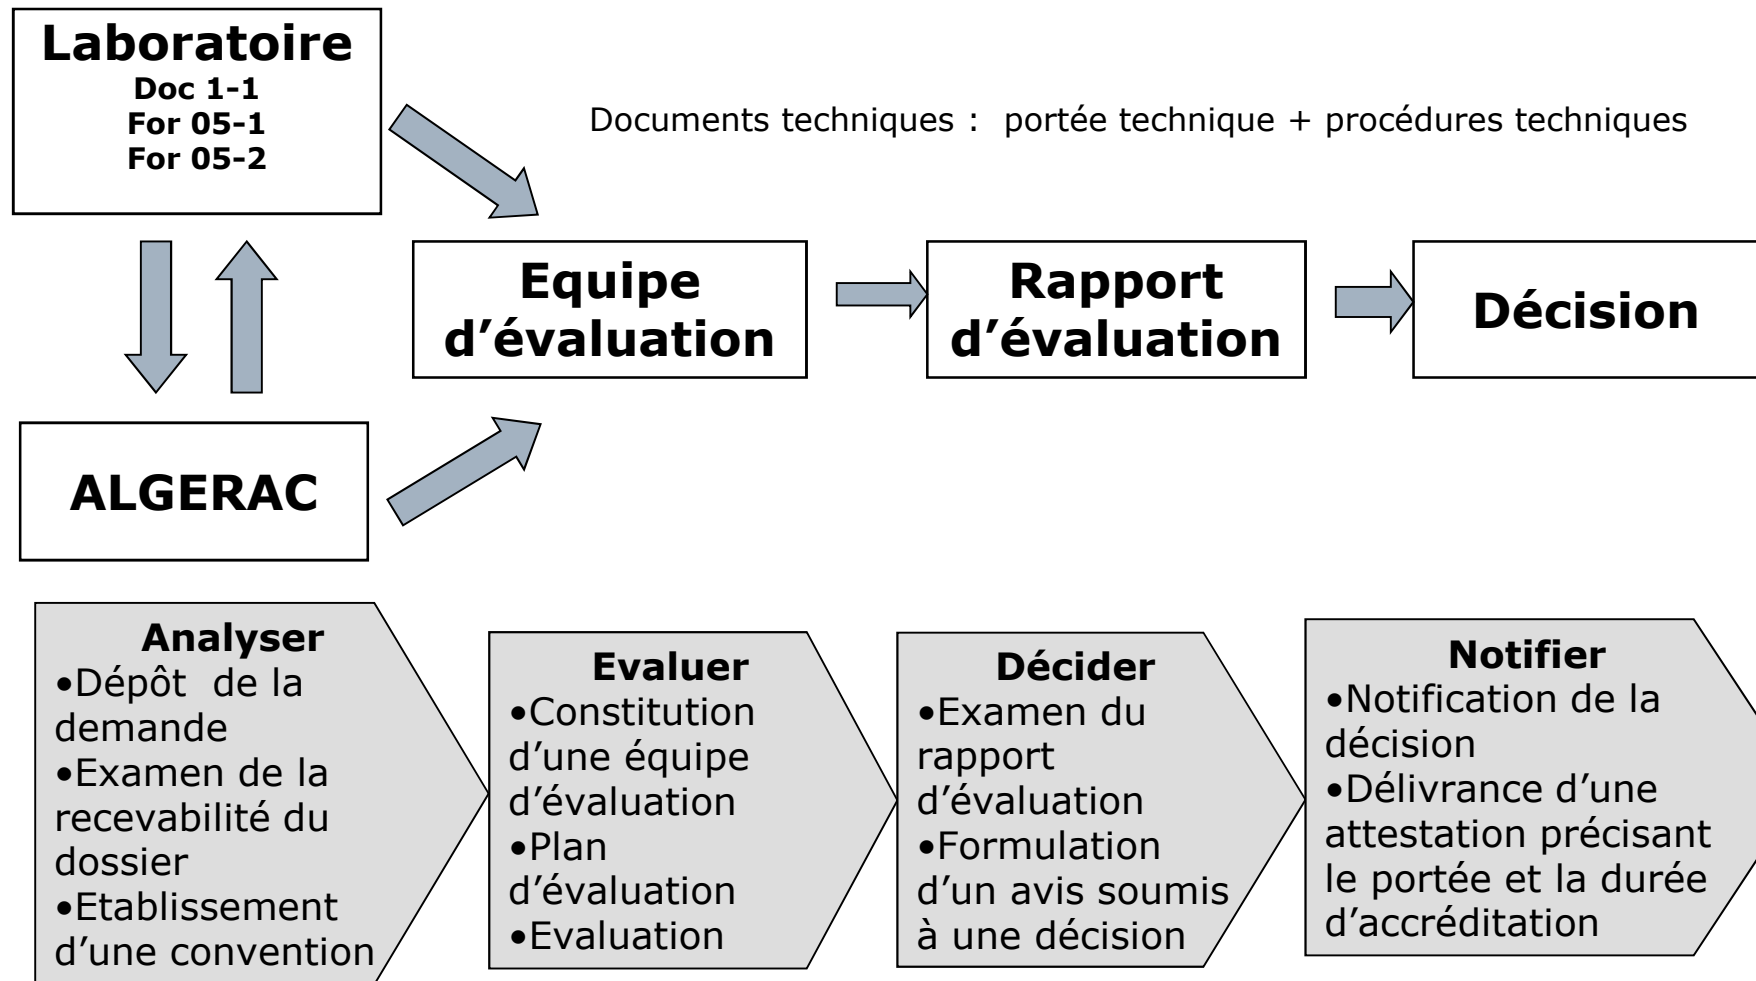 Laboratoire
Doc 1-1
For 05-1
For 05-2
Documents techniques : portée technique + procédures techniques
Equipe
d’évaluation
Rapport
d’évaluation
Décision
ALGERAC
Analyser
•Dépôt de la
demande
•Examen de la
recevabilité du
dossier
•Etablissement
d’une convention
Evaluer
•Constitution
d’une équipe
d’évaluation
•Plan
d’évaluation
•Evaluation
Décider
•Examen du
rapport
d’évaluation
•Formulation
d’un avis soumis
à une décision
Notifier
•Notification de la
décision
•Délivrance d’une
attestation précisant
le portée et la durée
d’accréditation